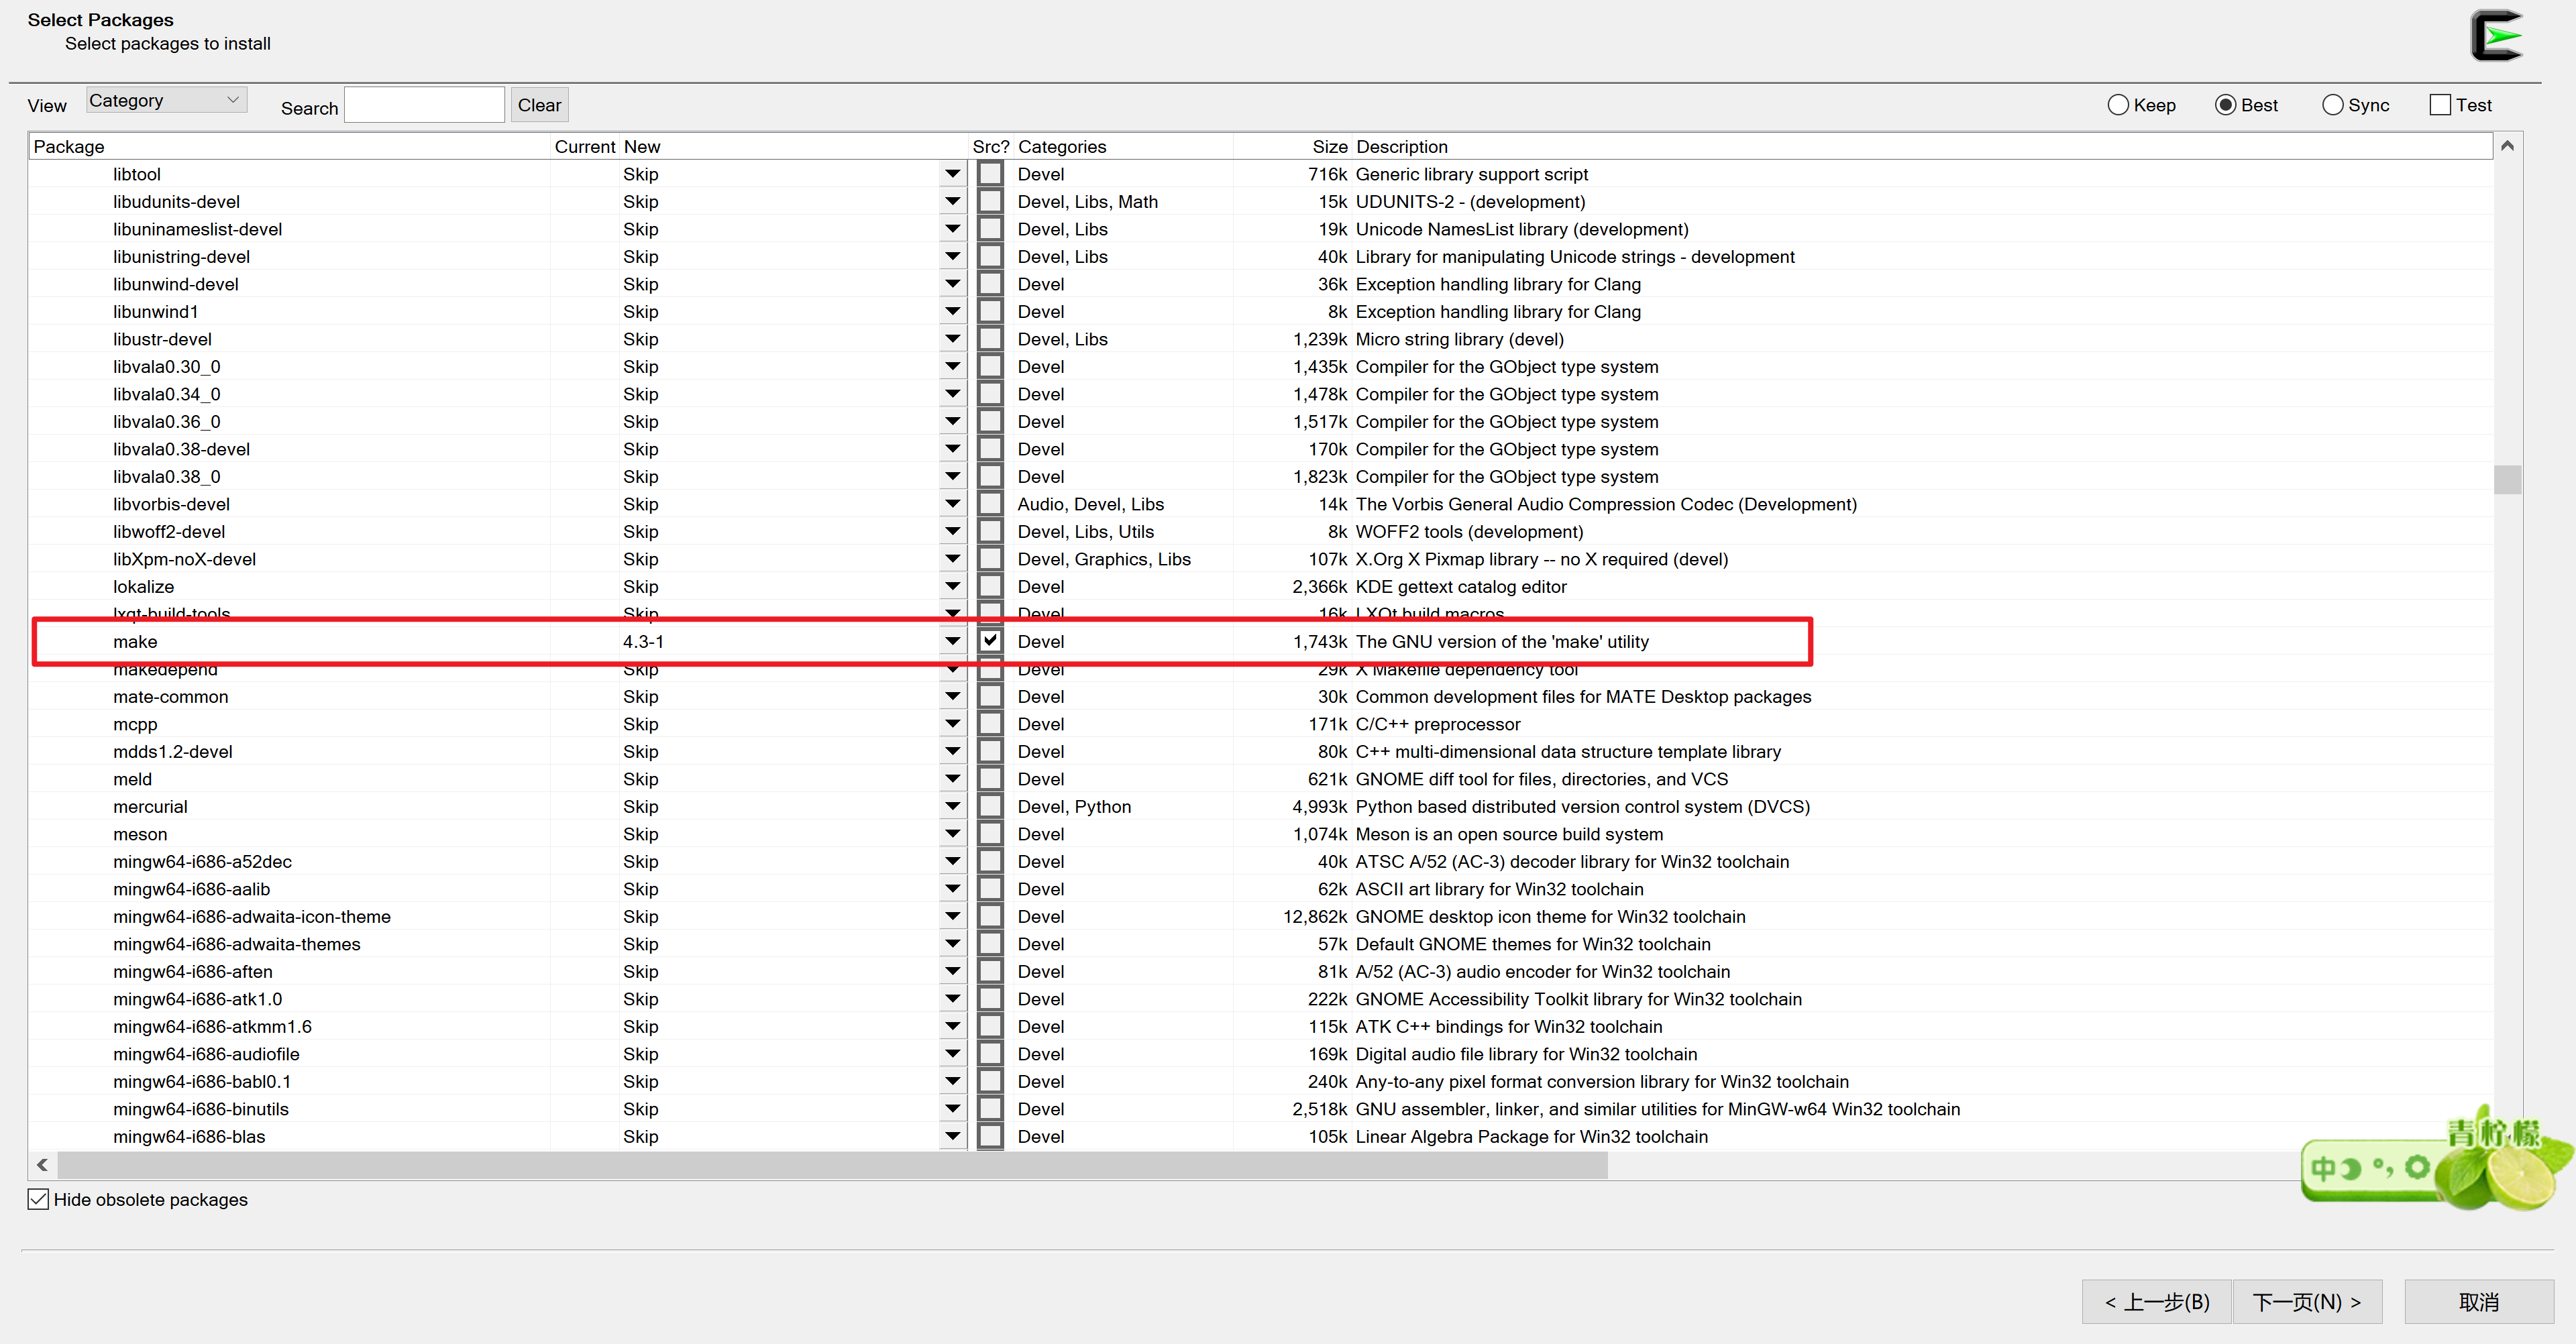 Select Packages
Select packages to install
View Category Search Clear Keep Best Sync Test
Package Current New Src? Categories Size Description
libtool Skip Devel 716k Generic library support script
libudunits-devel Skip Devel, Libs, Math 15k UDUNITS-2 - (development)
libuninameslist-devel Skip Devel, Libs 19k Unicode NamesList library (development)
libunistring-devel Skip Devel, Libs 40k Library for manipulating Unicode strings - development
libunwind-devel Skip Devel 36k Exception handling library for Clang
libunwind1 Skip Devel 8k Exception handling library for Clang
libustr-devel Skip Devel, Libs 1,239k Micro string library (devel)
libvala0.30_0 Skip Devel 1,435k Compiler for the GObject type system
libvala0.34_0 Skip Devel 1,478k Compiler for the GObject type system
libvala0.36_0 Skip Devel 1,517k Compiler for the GObject type system
libvala0.38-devel Skip Devel 170k Compiler for the GObject type system
libvala0.38_0 Skip Devel 1,823k Compiler for the GObject type system
libvorbis-devel Skip Audio, Devel, Libs 14k The Vorbis General Audio Compression Codec (Development)
libwoff2-devel Skip Devel, Libs, Utils 8k WOFF2 tools (development)
libXpm-noX-devel Skip Devel, Graphics, Libs 107k X.Org X Pixmap library -- no X required (devel)
lokalize Skip Devel 2,366k KDE gettext catalog editor
lxqt-build-tools Skip Devel 16k LXQt build macros
make 4.3-1 Devel 1,743k The GNU version of the 'make' utility
makedepend Skip Devel 29k X Makefile dependency tool
mate-common Skip Devel 30k Common development files for MATE Desktop packages
mcpp Skip Devel 171k C/C++ preprocessor
mdds1.2-devel Skip Devel 80k C++ multi-dimensional data structure template library
meld Skip Devel 621k GNOME diff tool for files, directories, and VCS
mercurial Skip Devel, Python 4,993k Python based distributed version control system (DVCS)
meson Skip Devel 1,074k Meson is an open source build system
mingw64-i686-a52dec Skip Devel 40k ATSC A/52 (AC-3) decoder library for Win32 toolchain
mingw64-i686-aalib Skip Devel 62k ASCII art library for Win32 toolchain
mingw64-i686-adwaita-icon-theme Skip Devel 12,862k GNOME desktop icon theme for Win32 toolchain
mingw64-i686-adwaita-themes Skip Devel 57k Default GNOME themes for Win32 toolchain
mingw64-i686-aften Skip Devel 81k A/52 (AC-3) audio encoder for Win32 toolchain
mingw64-i686-atk1.0 Skip Devel 222k GNOME Accessibility Toolkit library for Win32 toolchain
mingw64-i686-atkmm1.6 Skip Devel 115k ATK C++ bindings for Win32 toolchain
mingw64-i686-audiofile Skip Devel 169k Digital audio file library for Win32 toolchain
mingw64-i686-babl0.1 Skip Devel 240k Any-to-any pixel format conversion library for Win32 toolchain
mingw64-i686-binutils Skip Devel 2,518k GNU assembler, linker, and similar utilities for MinGW-w64 Win32 toolchain
mingw64-i686-blas Skip Devel 105k Linear Algebra Package for Win32 toolchain
青柠檬
中 °,
Hide obsolete packages
< 上一步(B) 下一页(N) > 取消